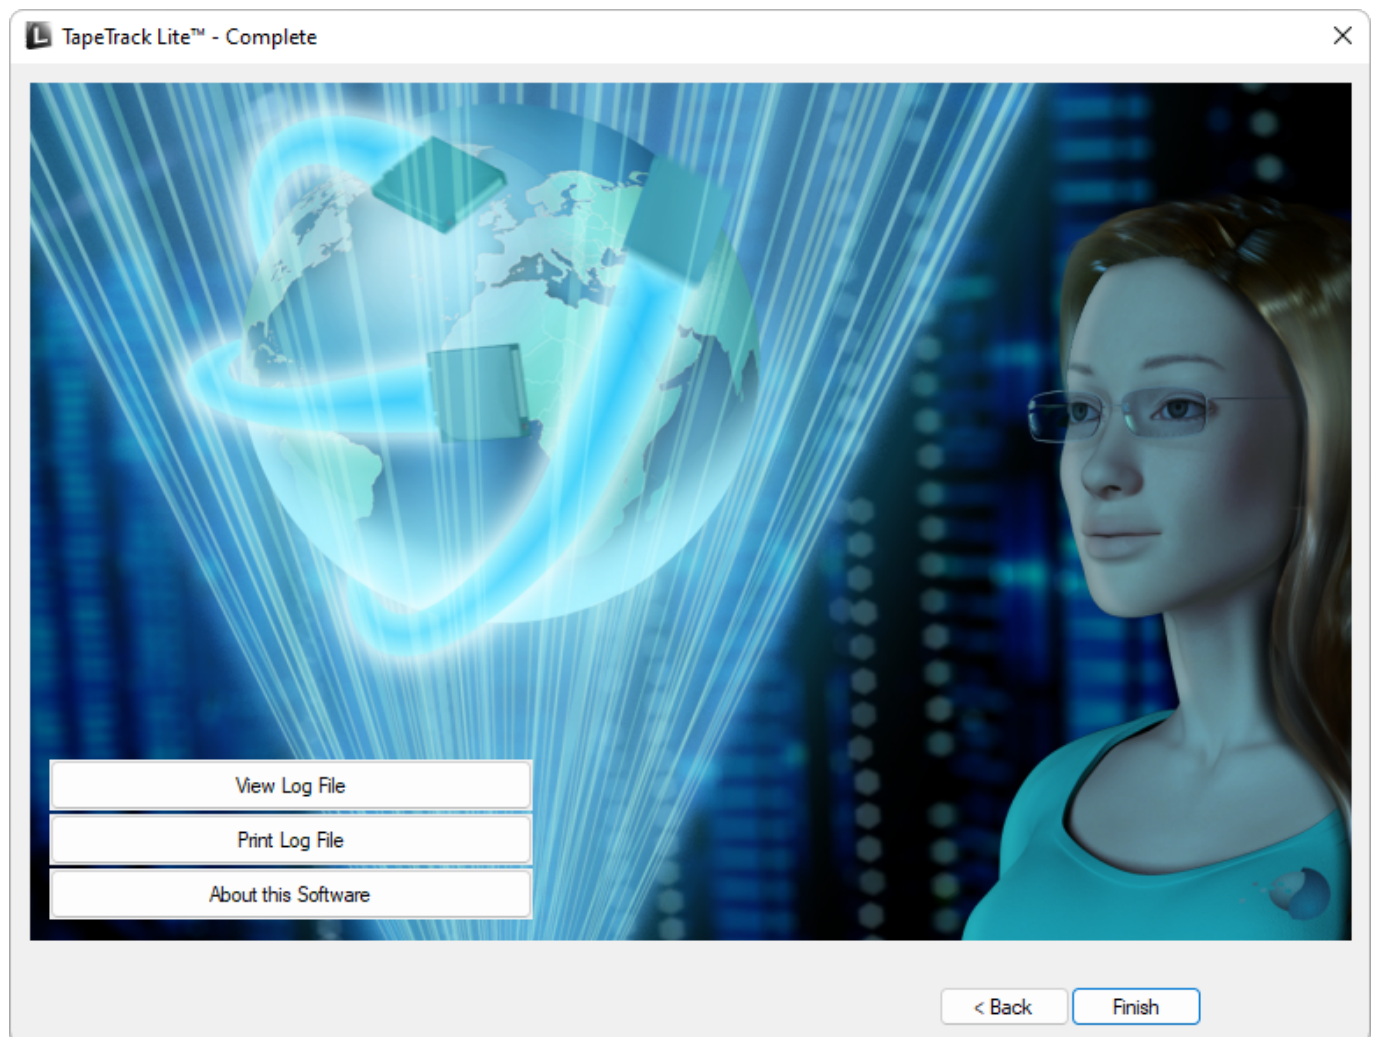 TapeTrack Lite™ - Complete
View Log File
Print Log File
About this Software
< Back
Finish